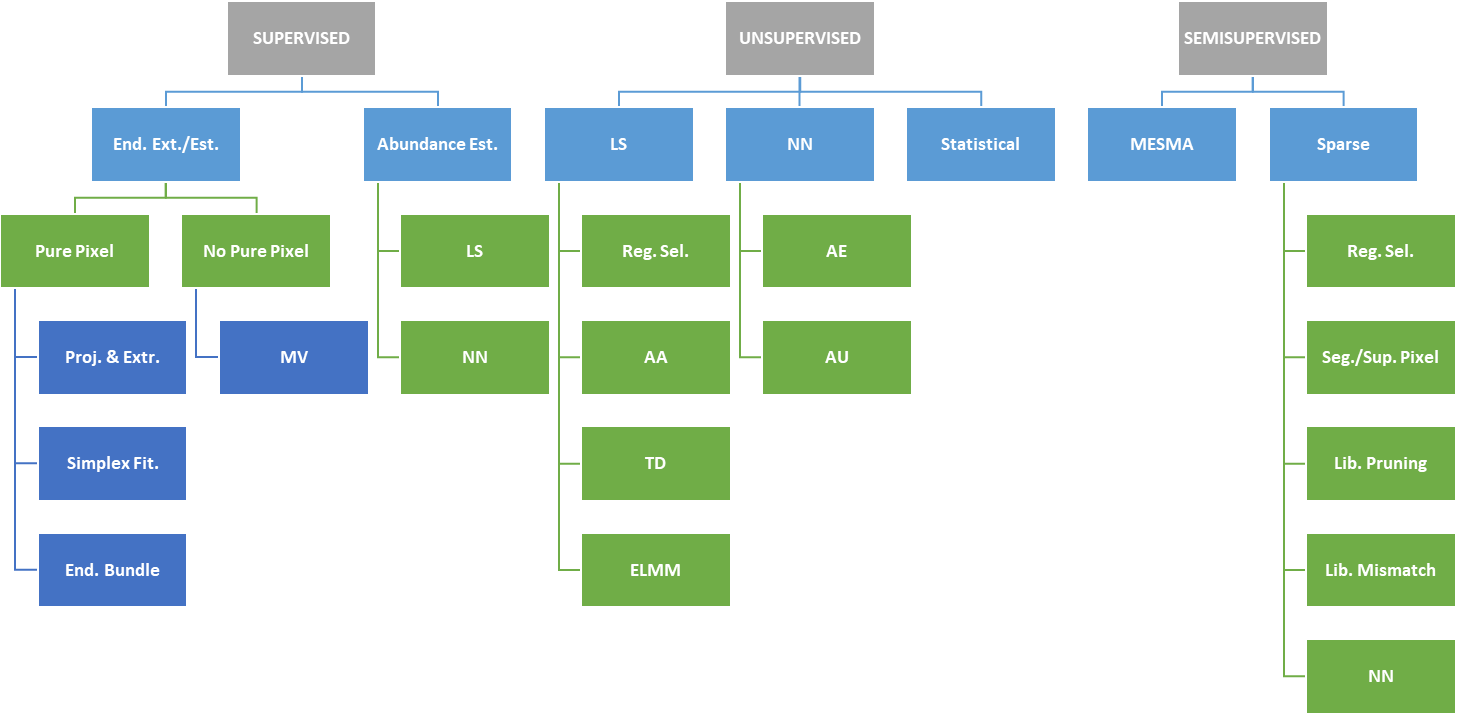 SUPERVISED
UNSUPERVISED
SEMISUPERVISED
End. Ext./Est.
Abundance Est.
LS
NN
Statistical
MESMA
Sparse
Pure Pixel
No Pure Pixel
LS
Reg. Sel.
AE
Reg. Sel.
Proj. & Extr.
MV
NN
AA
AU
Seg./Sup. Pixel
Simplex Fit.
TD
Lib. Pruning
End. Bundle
ELMM
Lib. Mismatch
NN